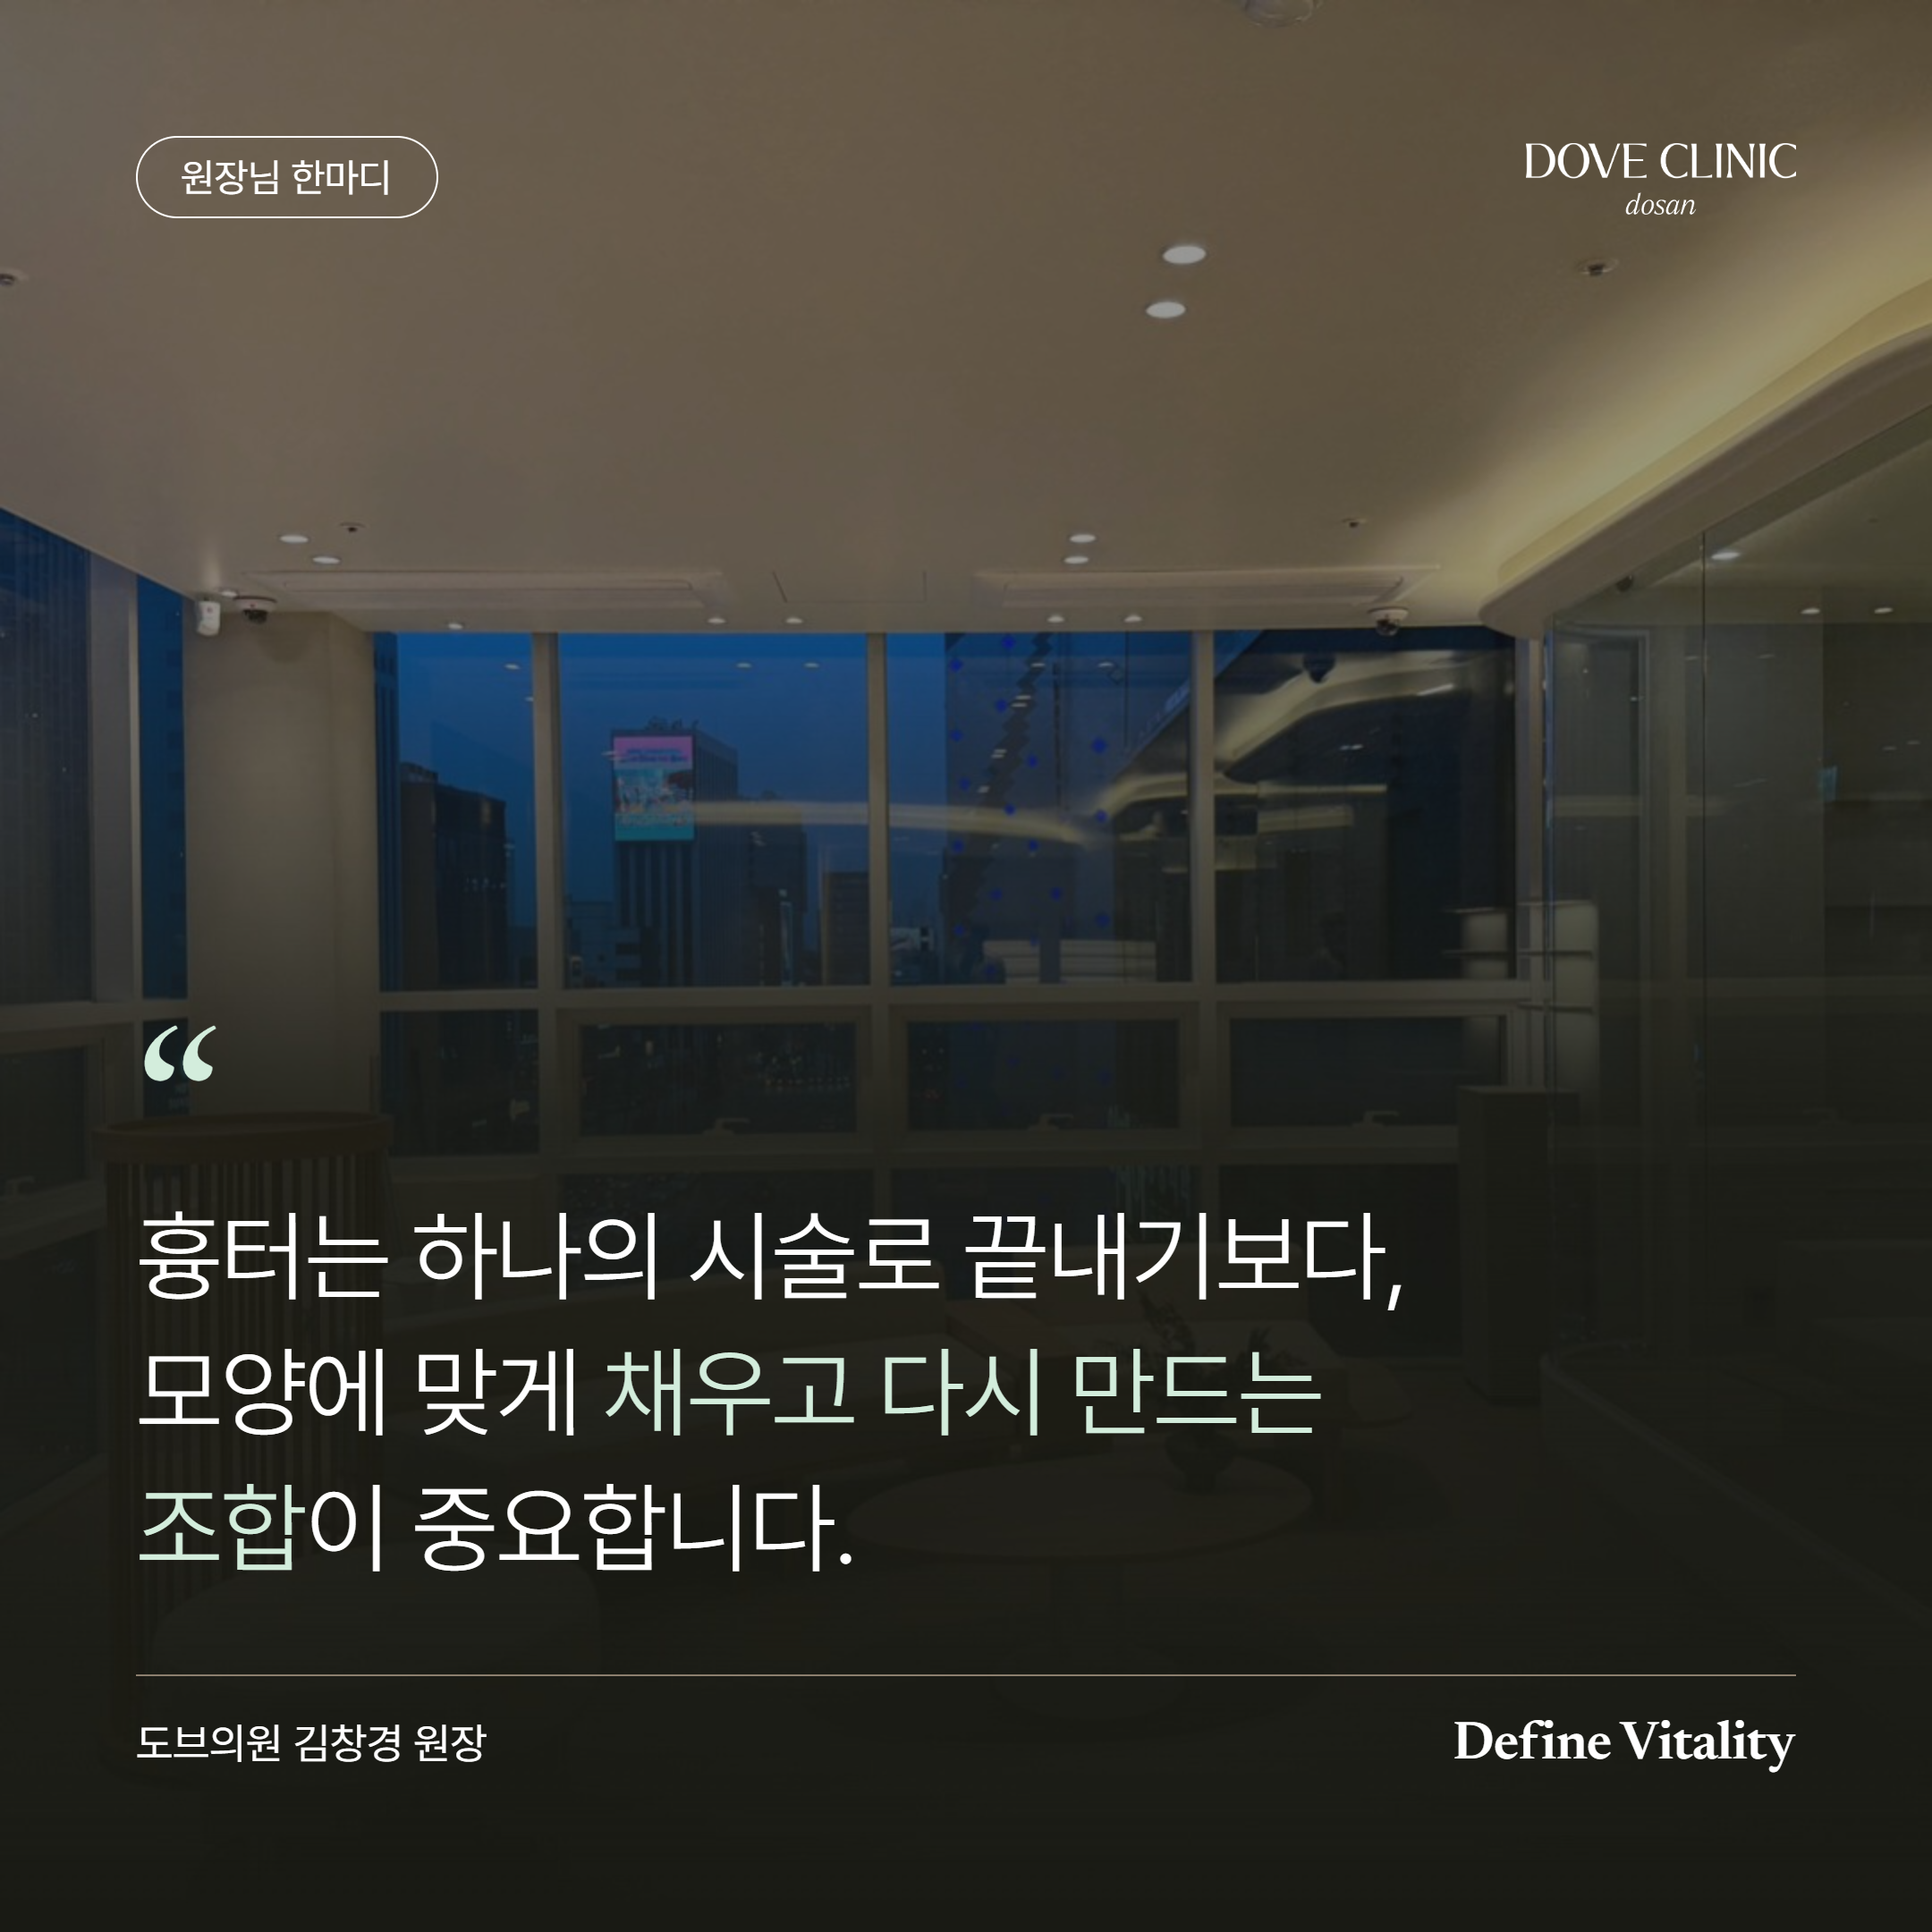 원장님 한마디
DOVE CLINIC
dosan
“
흉터는 하나의 시술로 끝내기보다,
모양에 맞게 채우고 다시 만드는
조합이 중요합니다.
도브의원 김창경 원장
Define Vitality